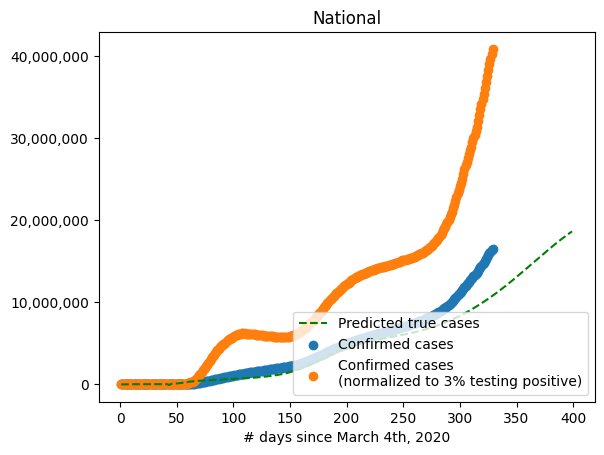 National
40,000,000
30,000,000
20,000,000
10,000,000
0
Predicted true cases
Confirmed cases
Confirmed cases
(normalized to 3% testing positive)
0 50 100 150 200 250 300 350 400
# days since March 4th, 2020